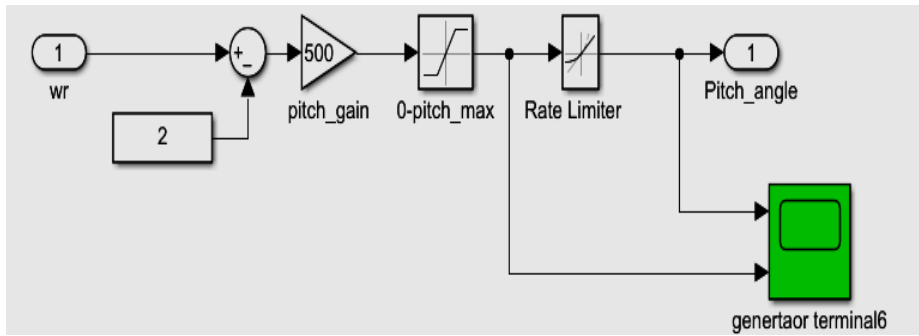 1
wr
2
+
-
500
pitch_gain
0-pitch_max
Rate Limiter
1
Pitch_angle
genertaor terminal6